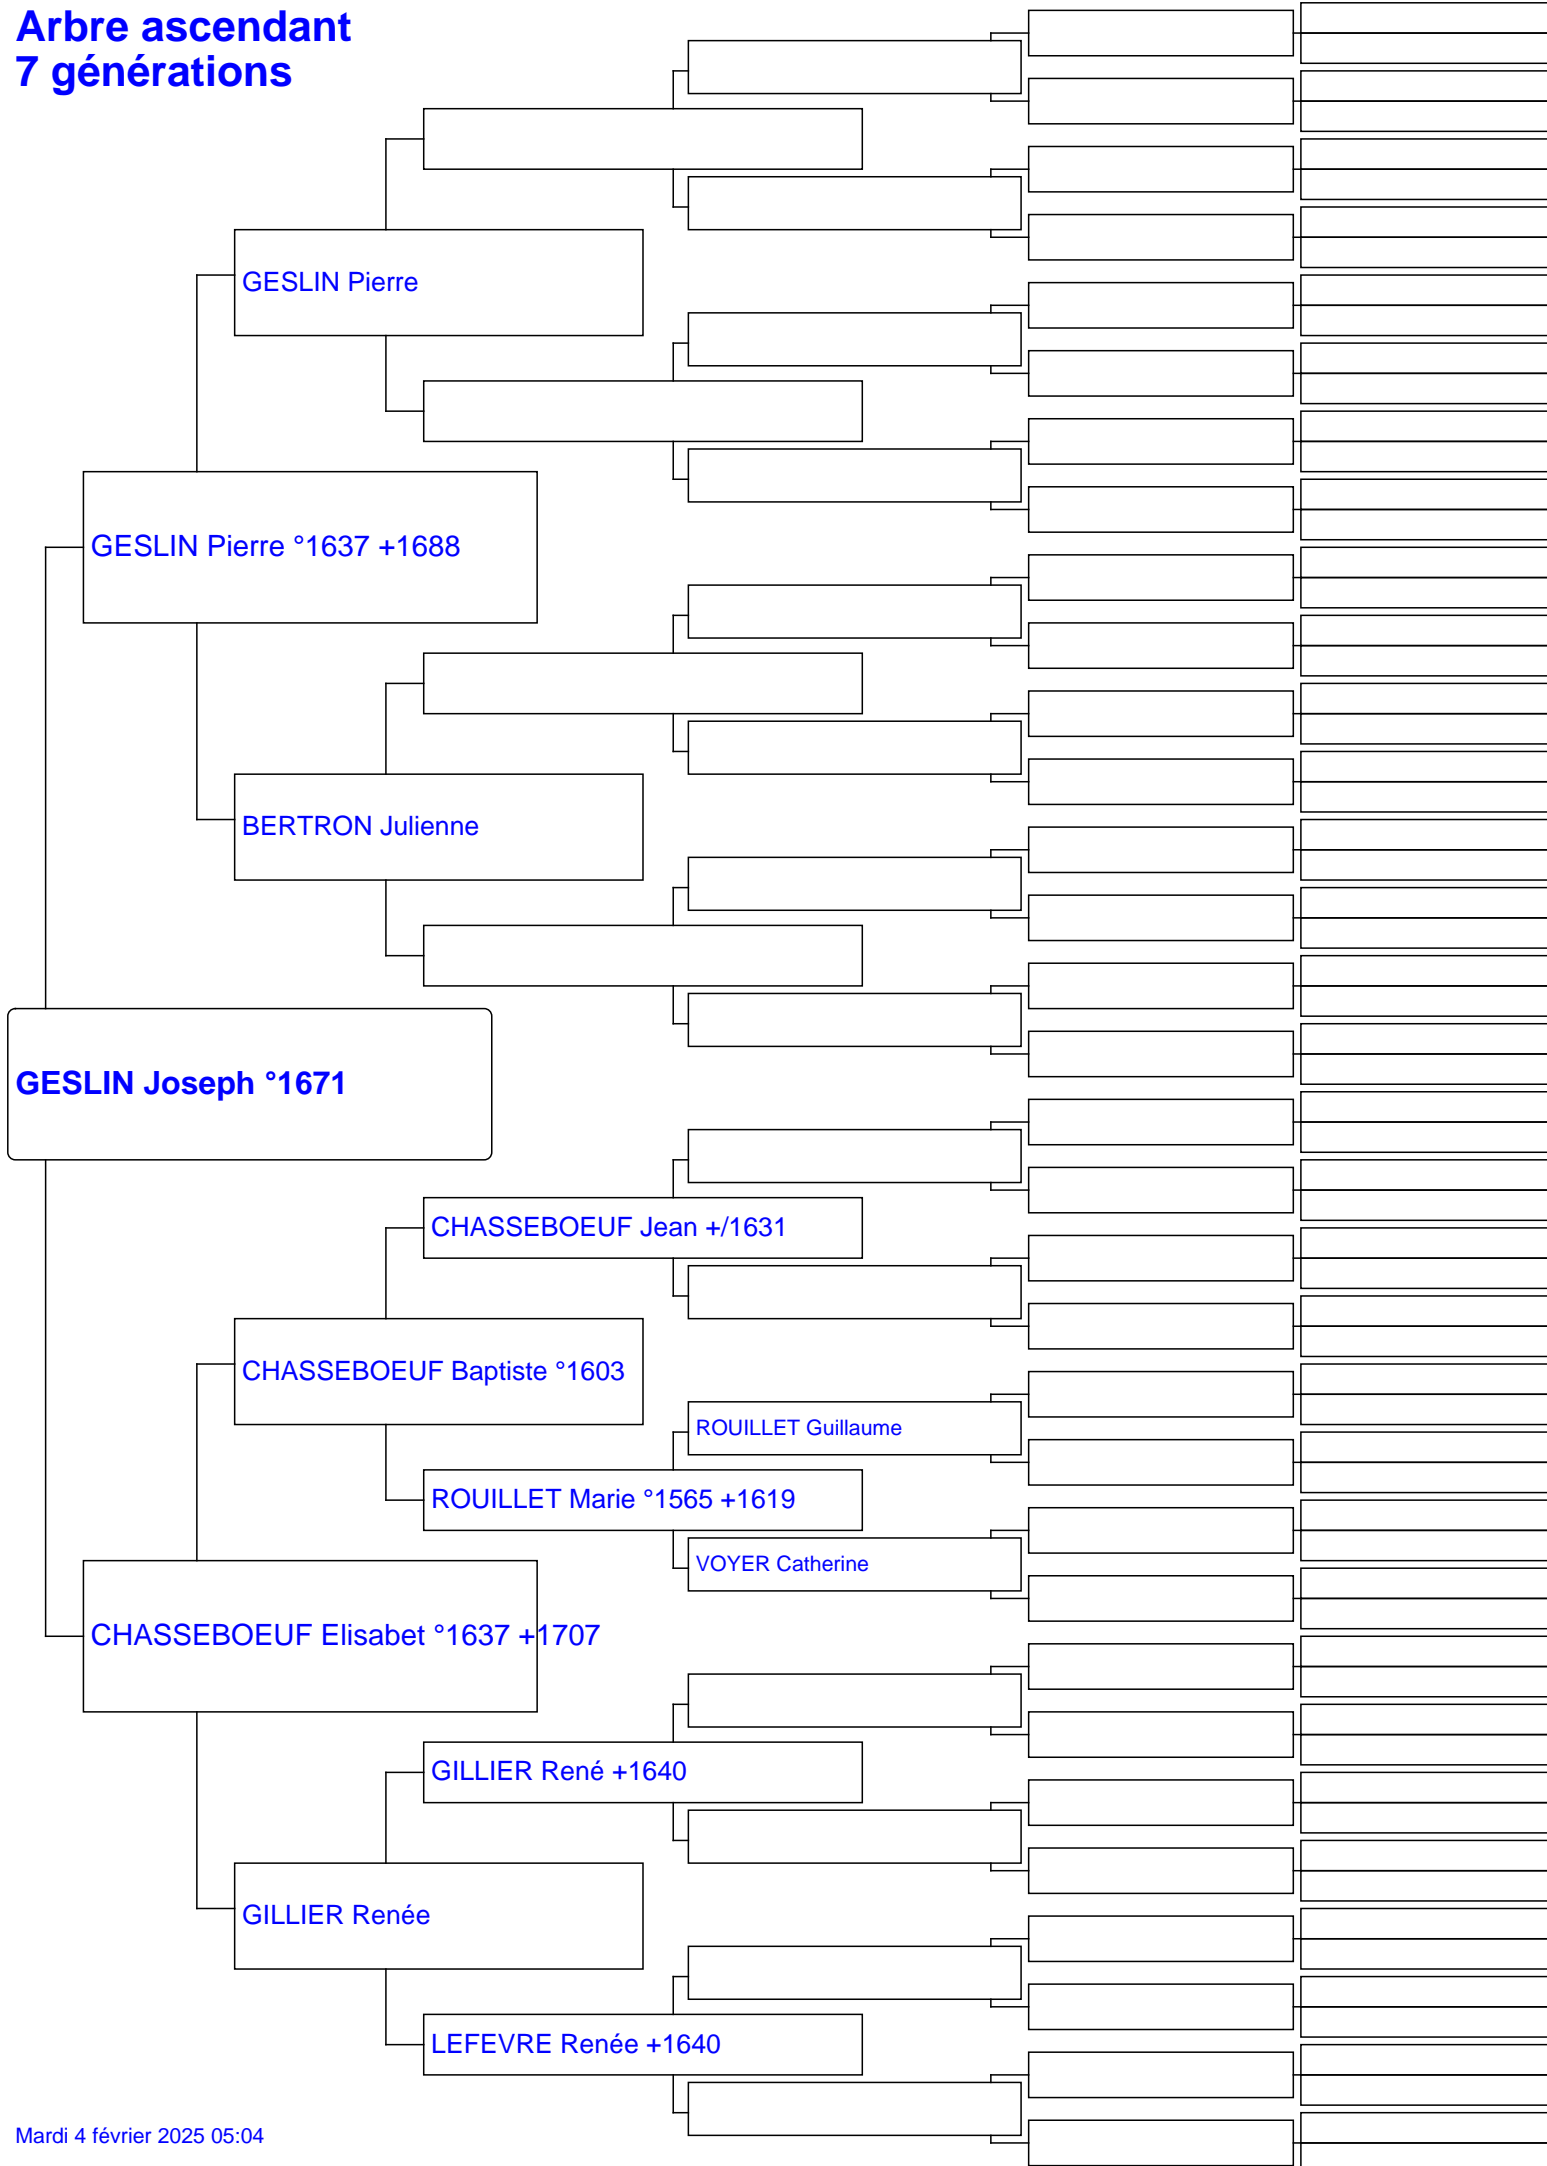 Arbre ascendant
7 générations
GESLIN Pierre
GESLIN Pierre °1637 +1688
BERTRON Julienne
GESLIN Joseph °1671
CHASSEBOEUF Jean +/1631
CHASSEBOEUF Baptiste °1603
ROUILLET Guillaume
ROUILLET Marie °1565 +1619
VOYER Catherine
CHASSEBOEUF Elisabet °1637 +1707
GILLIER René +1640
GILLIER Renée
LEFEVRE Renée +1640
Mardi 4 février 2025 05:04